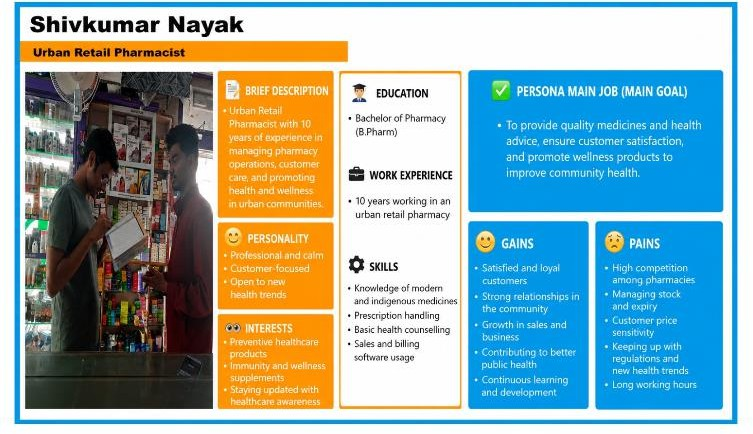 Shivkumar Nayak
Urban Retail Pharmacist
BRIEF DESCRIPTION
• Urban Retail
Pharmacist with 10
years of experience in
managing pharmacy
operations, customer
care, and promoting
health and wellness
in urban communities.
PERSONALITY
• Professional and calm
• Customer-focused
• Open to new
health trends
INTERESTS
• Preventive healthcare
products
• Immunity and wellness
supplements
• Staying updated with
healthcare awareness
EDUCATION
• Bachelor of Pharmacy
(B.Pharm)
WORK EXPERIENCE
• 10 years working in an
urban retail pharmacy
SKILLS
• Knowledge of modern
and indigenous medicines
• Prescription handling
• Basic health counselling
• Sales and billing
software usage
PERSONA MAIN JOB (MAIN GOAL)
• To provide quality medicines and health
advice, ensure customer satisfaction,
and promote wellness products to
improve community health.
GAINS
• Satisfied and loyal
customers
• Strong relationships in
the community
• Growth in sales and
business
• Contributing to better
public health
• Continuous learning
and development
PAINS
• High competition
among pharmacies
• Managing stock
and expiry
• Customer price
sensitivity
• Keeping up with
regulations and
new health trends
• Long working hours